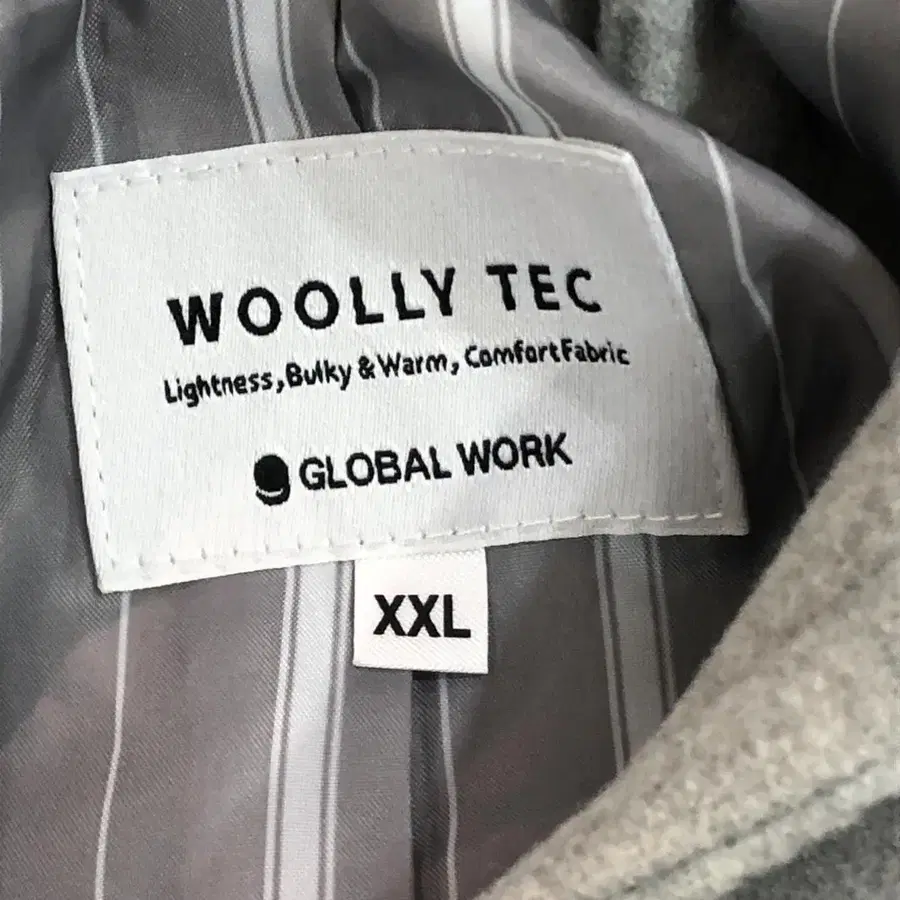 WOOLLY TEC
Lightness,Bulky & Warm, Comfort Fabric
GLOBAL WORK
XXL